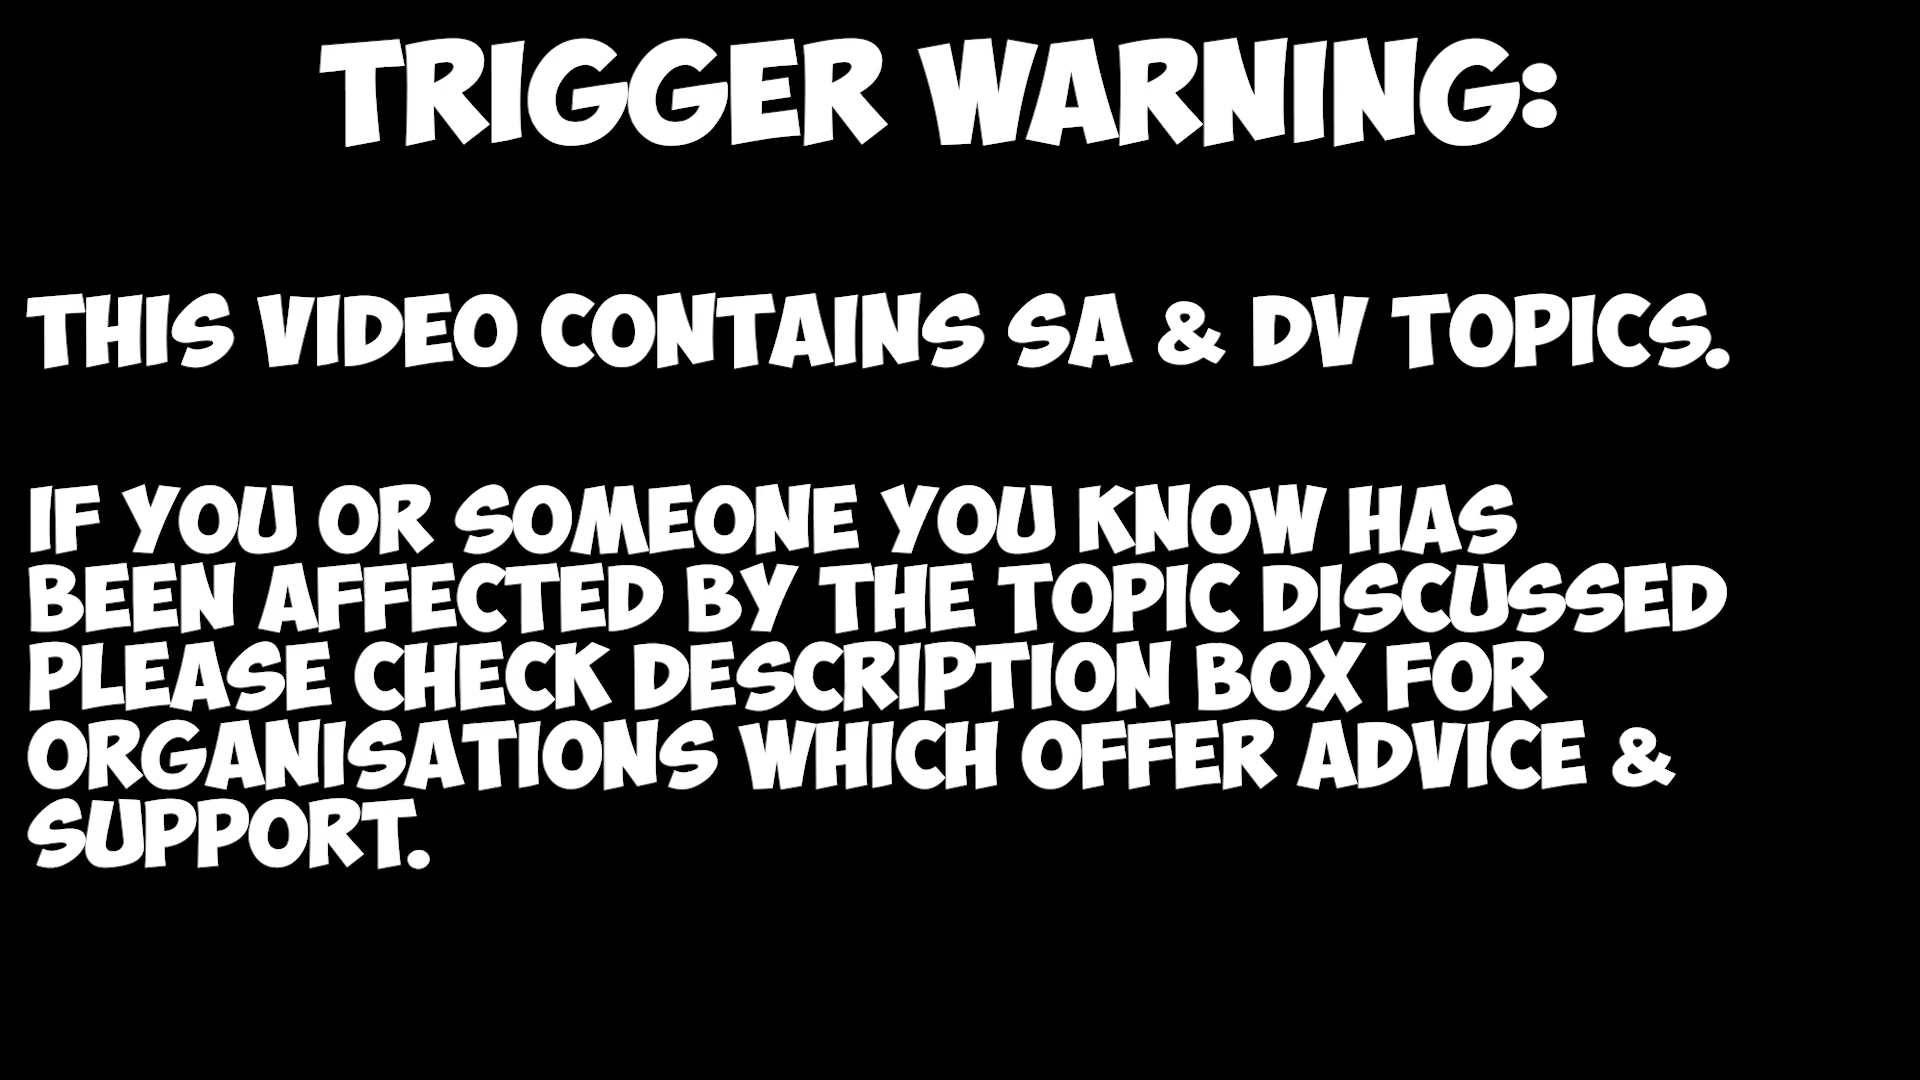 TRIGGER WARNING:
THIS VIDEO CONTAINS SA & DV TOPICS.
IF YOU OR SOMEONE YOU KNOW HAS
BEEN AFFECTED BY THE TOPIC DISCUSSED
PLEASE CHECK DESCRIPTION BOX FOR
ORGANISATIONS WHICH OFFER ADVICE &
SUPPORT.